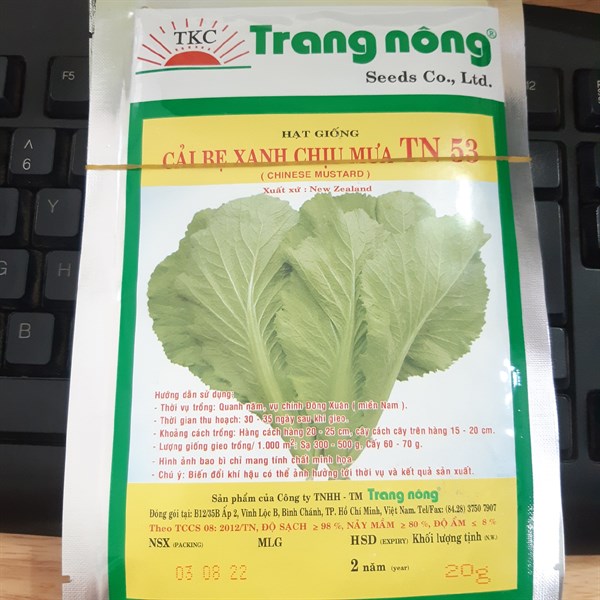 TKC
Trang nông®
Seeds Co., Ltd.
HẠT GIỐNG
CẢI BẸ XANH CHỊU MƯA TN 53
( CHINESE MUSTARD )
Xuất xứ : New Zealand
Hướng dẫn sử dụng:
- Thời vụ trồng: Quanh năm, vụ chính Đông Xuân ( miền Nam ).
- Thời gian thu hoạch: 30 - 35 ngày sau khi gieo.
- Khoảng cách trồng: Hàng cách hàng 20 - 25 cm, cây cách cây trên hàng 15 - 20 cm.
- Lượng giống gieo trồng/ 1.000 m²: Sạ 300 - 500 g, Cấy 60 - 70 g.
- Hình ảnh bao bì chỉ mang tính chất minh họa.
- Chú ý: Biến đổi khí hậu có thể ảnh hưởng tới thời vụ và kết quả sản xuất.
Sản phẩm của Công ty TNHH - TM Trang nông®
Đóng gói tại: B12/35B Ấp 2, Vĩnh Lộc B, Bình Chánh, TP. Hồ Chí Minh, Việt Nam. Tel/Fax: (84.28) 3750 7907
Theo TCCS 08: 2012/TN, ĐỘ SẠCH ≥ 98 %, NẢY MẦM ≥ 80 %, ĐỘ ẨM ≤ 8 %
NSX (PACKING) MLG HSD (EXPIRY) Khối lượng tịnh (N.W.)
03 08 22 2 năm (year) 20g
F5
6
G
H
B